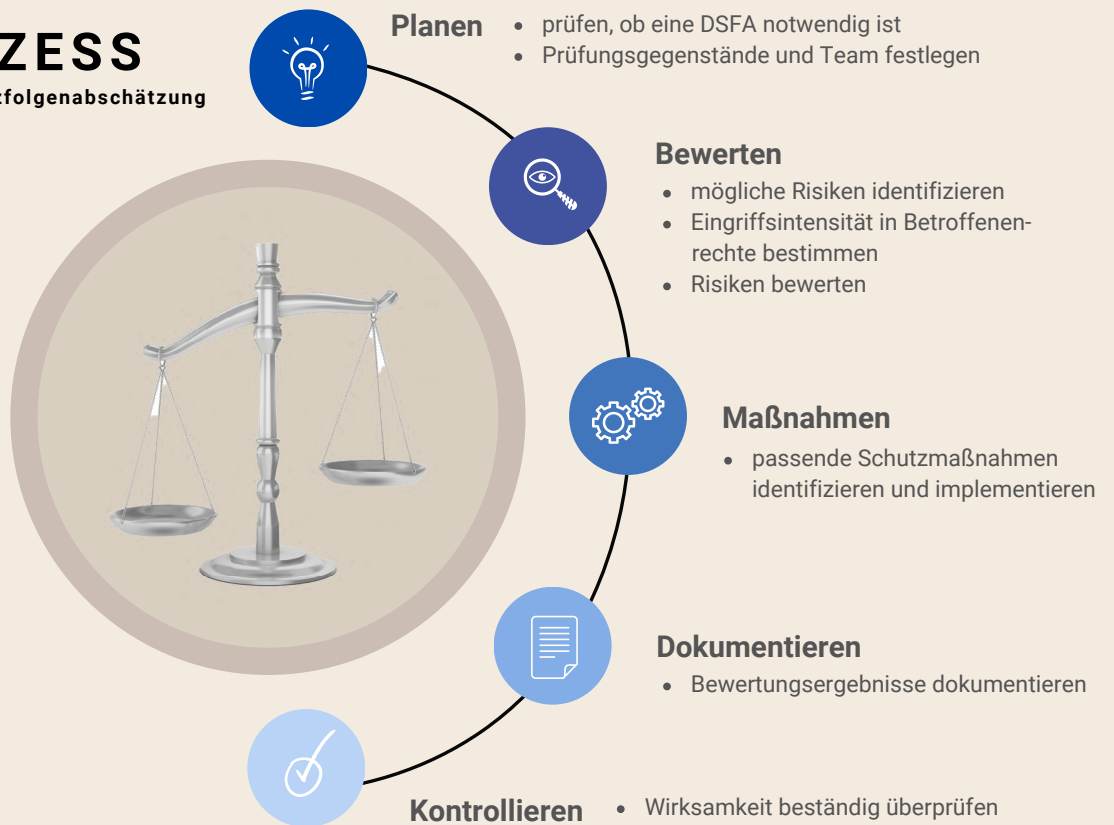 ZESS
zfolgenabschätzung
Planen
• prüfen, ob eine DSFA notwendig ist
• Prüfungsgegenstände und Team festlegen
Bewerten
• mögliche Risiken identifizieren
• Eingriffsintensität in Betroffenen-
rechte bestimmen
• Risiken bewerten
Maßnahmen
• passende Schutzmaßnahmen
identifizieren und implementieren
Dokumentieren
• Bewertungsergebnisse dokumentieren
Kontrollieren
• Wirksamkeit beständig überprüfen